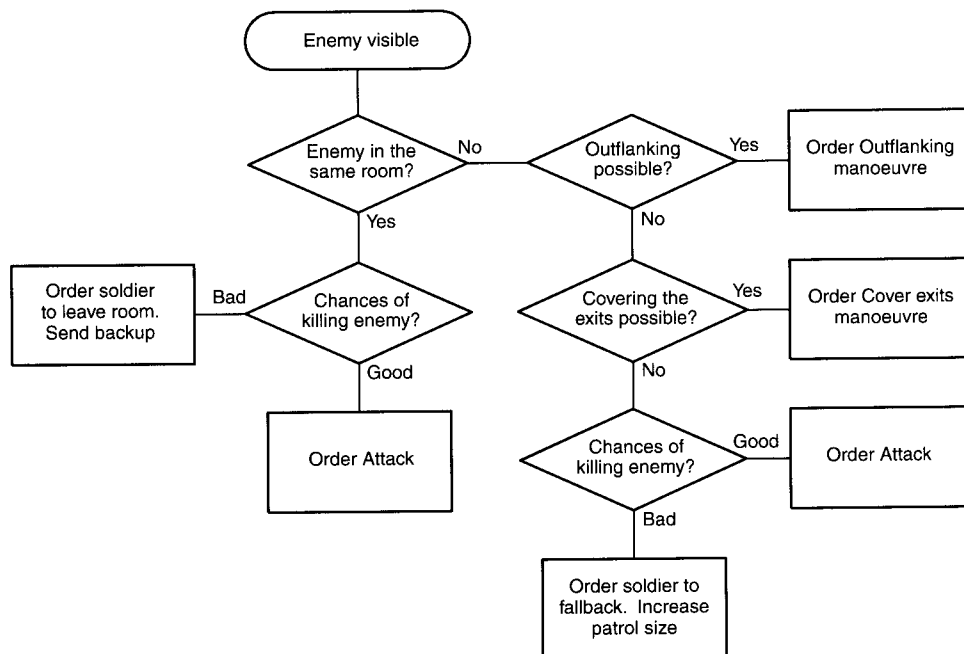 Enemy visible
Enemy in the
same room?
No
Outflanking
possible?
Yes
Order Outflanking
manoeuvre
Yes
No
Order soldier
to leave room.
Send backup
Bad
Chances of
killing enemy?
Covering the
exits possible?
Yes
Order Cover exits
manoeuvre
Good
No
Order Attack
Chances of
killing enemy?
Good
Order Attack
Bad
Order soldier to
fallback. Increase
patrol size